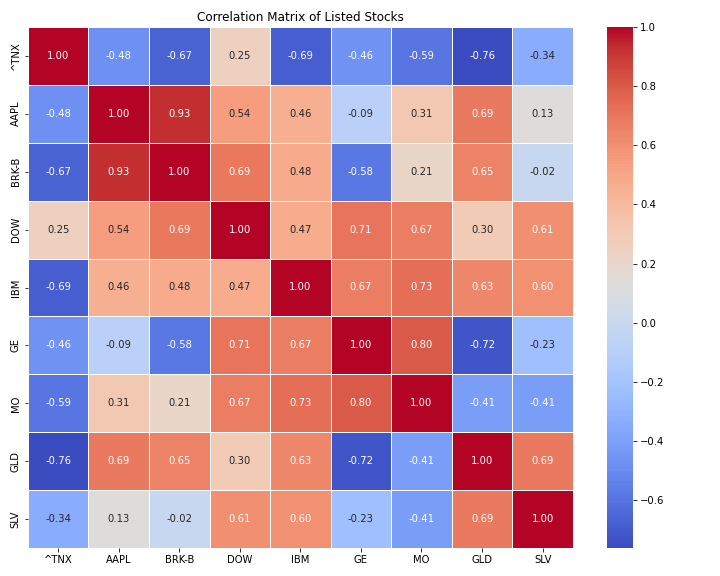 Correlation Matrix of Listed Stocks
^TNX 1.00 -0.48 -0.67 0.25 -0.69 -0.46 -0.59 -0.76 -0.34
AAPL -0.48 1.00 0.93 0.54 0.46 -0.09 0.31 0.69 0.13
BRK-B -0.67 0.93 1.00 0.69 0.48 -0.58 0.21 0.65 -0.02
DOW 0.25 0.54 0.69 1.00 0.47 0.71 0.67 0.30 0.61
IBM -0.69 0.46 0.48 0.47 1.00 0.67 0.73 0.63 0.60
GE -0.46 -0.09 -0.58 0.71 0.67 1.00 0.80 -0.72 -0.23
MO -0.59 0.31 0.21 0.67 0.73 0.80 1.00 -0.41 -0.41
GLD -0.76 0.69 0.65 0.30 0.63 -0.72 -0.41 1.00 0.69
SLV -0.34 0.13 -0.02 0.61 0.60 -0.23 -0.41 0.69 1.00
^TNX AAPL BRK-B DOW IBM GE MO GLD SLV
1.0
0.8
0.6
0.4
0.2
0.0
−0.2
−0.4
−0.6